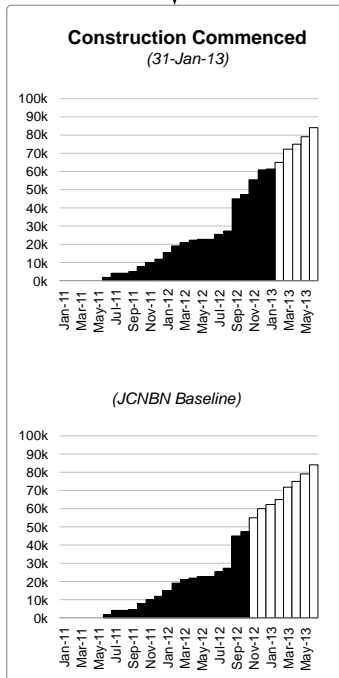 Construction Commenced
(31-Jan-13)
100k
90k
80k
70k
60k
50k
40k
30k
20k
10k
0k
Jan-11
Mar-11
May-11
Jul-11
Sep-11
Nov-11
Jan-12
Mar-12
May-12
Jul-12
Sep-12
Nov-12
Jan-13
Mar-13
May-13
(JCNBN Baseline)
100k
90k
80k
70k
60k
50k
40k
30k
20k
10k
0k
Jan-11
Mar-11
May-11
Jul-11
Sep-11
Nov-11
Jan-12
Mar-12
May-12
Jul-12
Sep-12
Nov-12
Jan-13
Mar-13
May-13